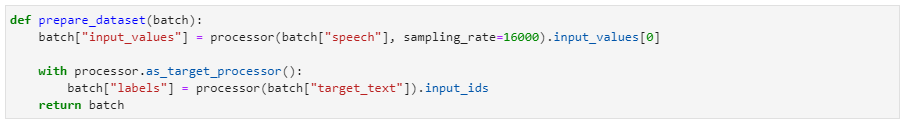 def prepare_dataset(batch):
    batch["input_values"] = processor(batch["speech"], sampling_rate=16000).input_values[0]
    with processor.as_target_processor():
        batch["labels"] = processor(batch["target_text"]).input_ids
    return batch